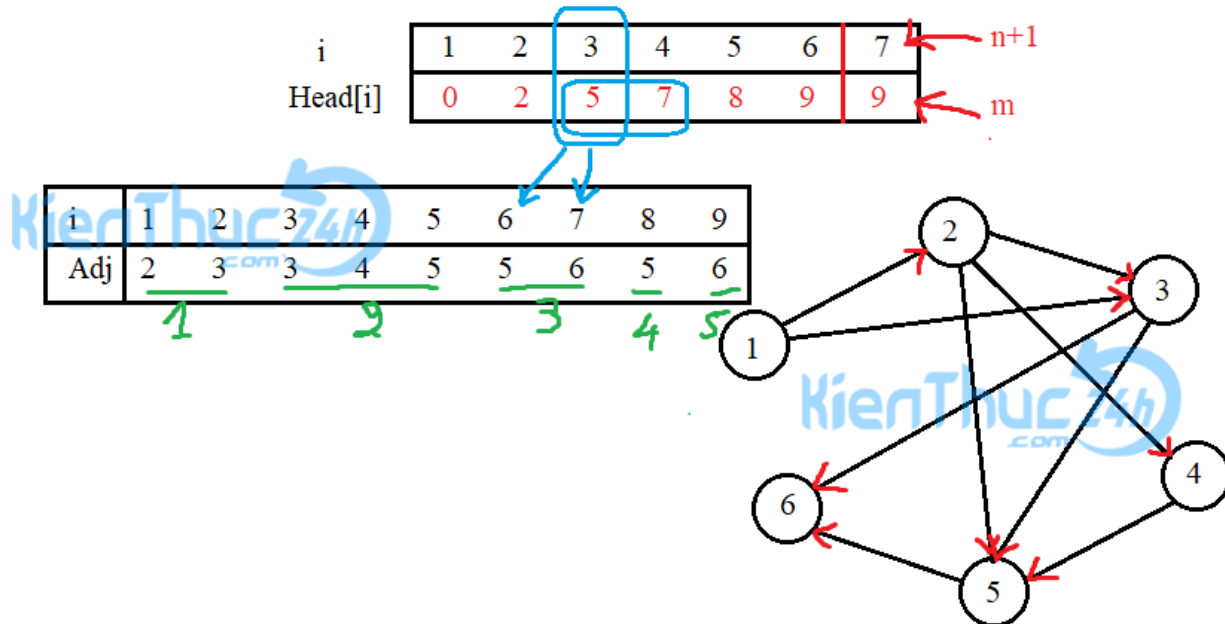 i 1 2 3 4 5 6 7 n+1
Head[i] 0 2 5 7 8 9 9 m
i 1 2 3 4 5 6 7 8 9
Adj 2 3 3 4 5 5 6 5 6
1 2 3 4 5
KienThuc24h
.com
2
3
1
KienThuc24h
.com
4
6
5